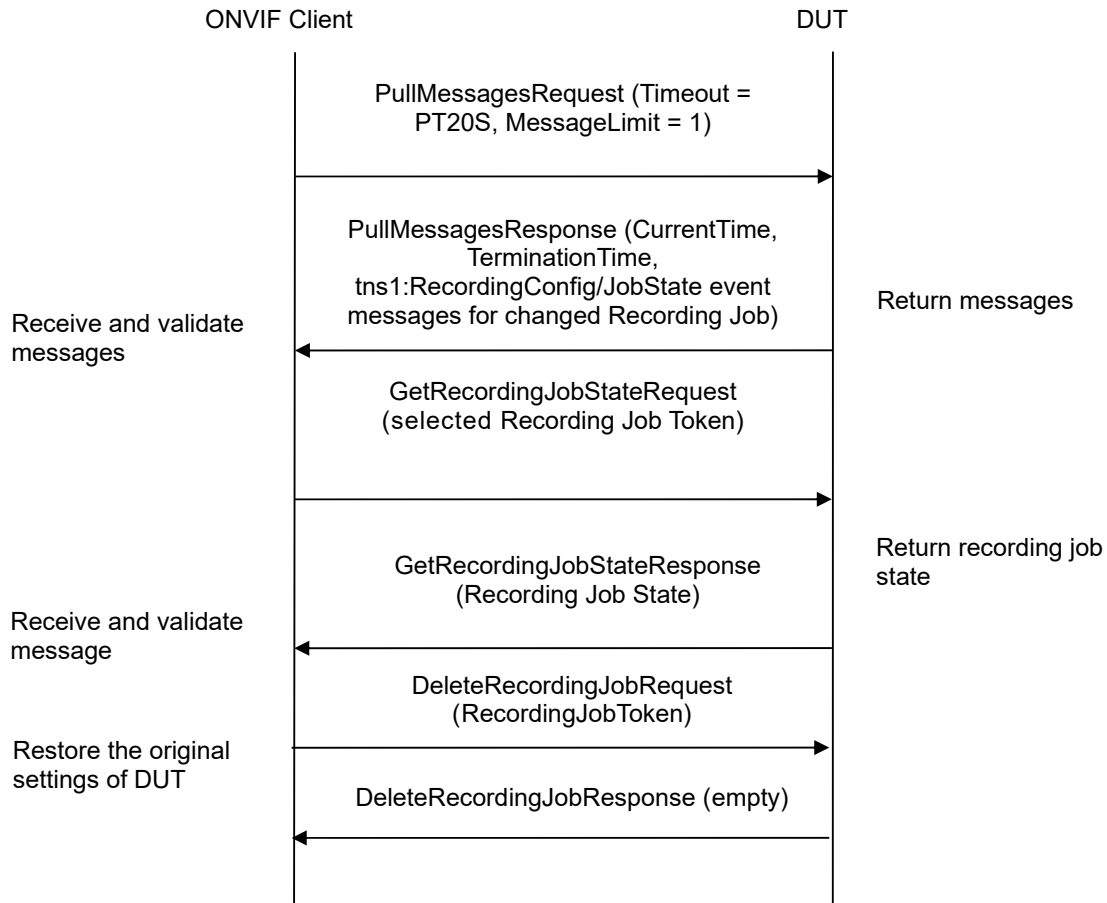 ONVIF Client
DUT
PullMessagesRequest (Timeout =
PT20S, MessageLimit = 1)
PullMessagesResponse (CurrentTime,
TerminationTime,
tns1:RecordingConfig/JobState event
messages for changed Recording Job)
Return messages
Receive and validate
messages
GetRecordingJobStateRequest
(selected Recording Job Token)
Return recording job
state
GetRecordingJobStateResponse
(Recording Job State)
Receive and validate
message
DeleteRecordingJobRequest
(RecordingJobToken)
Restore the original
settings of DUT
DeleteRecordingJobResponse (empty)